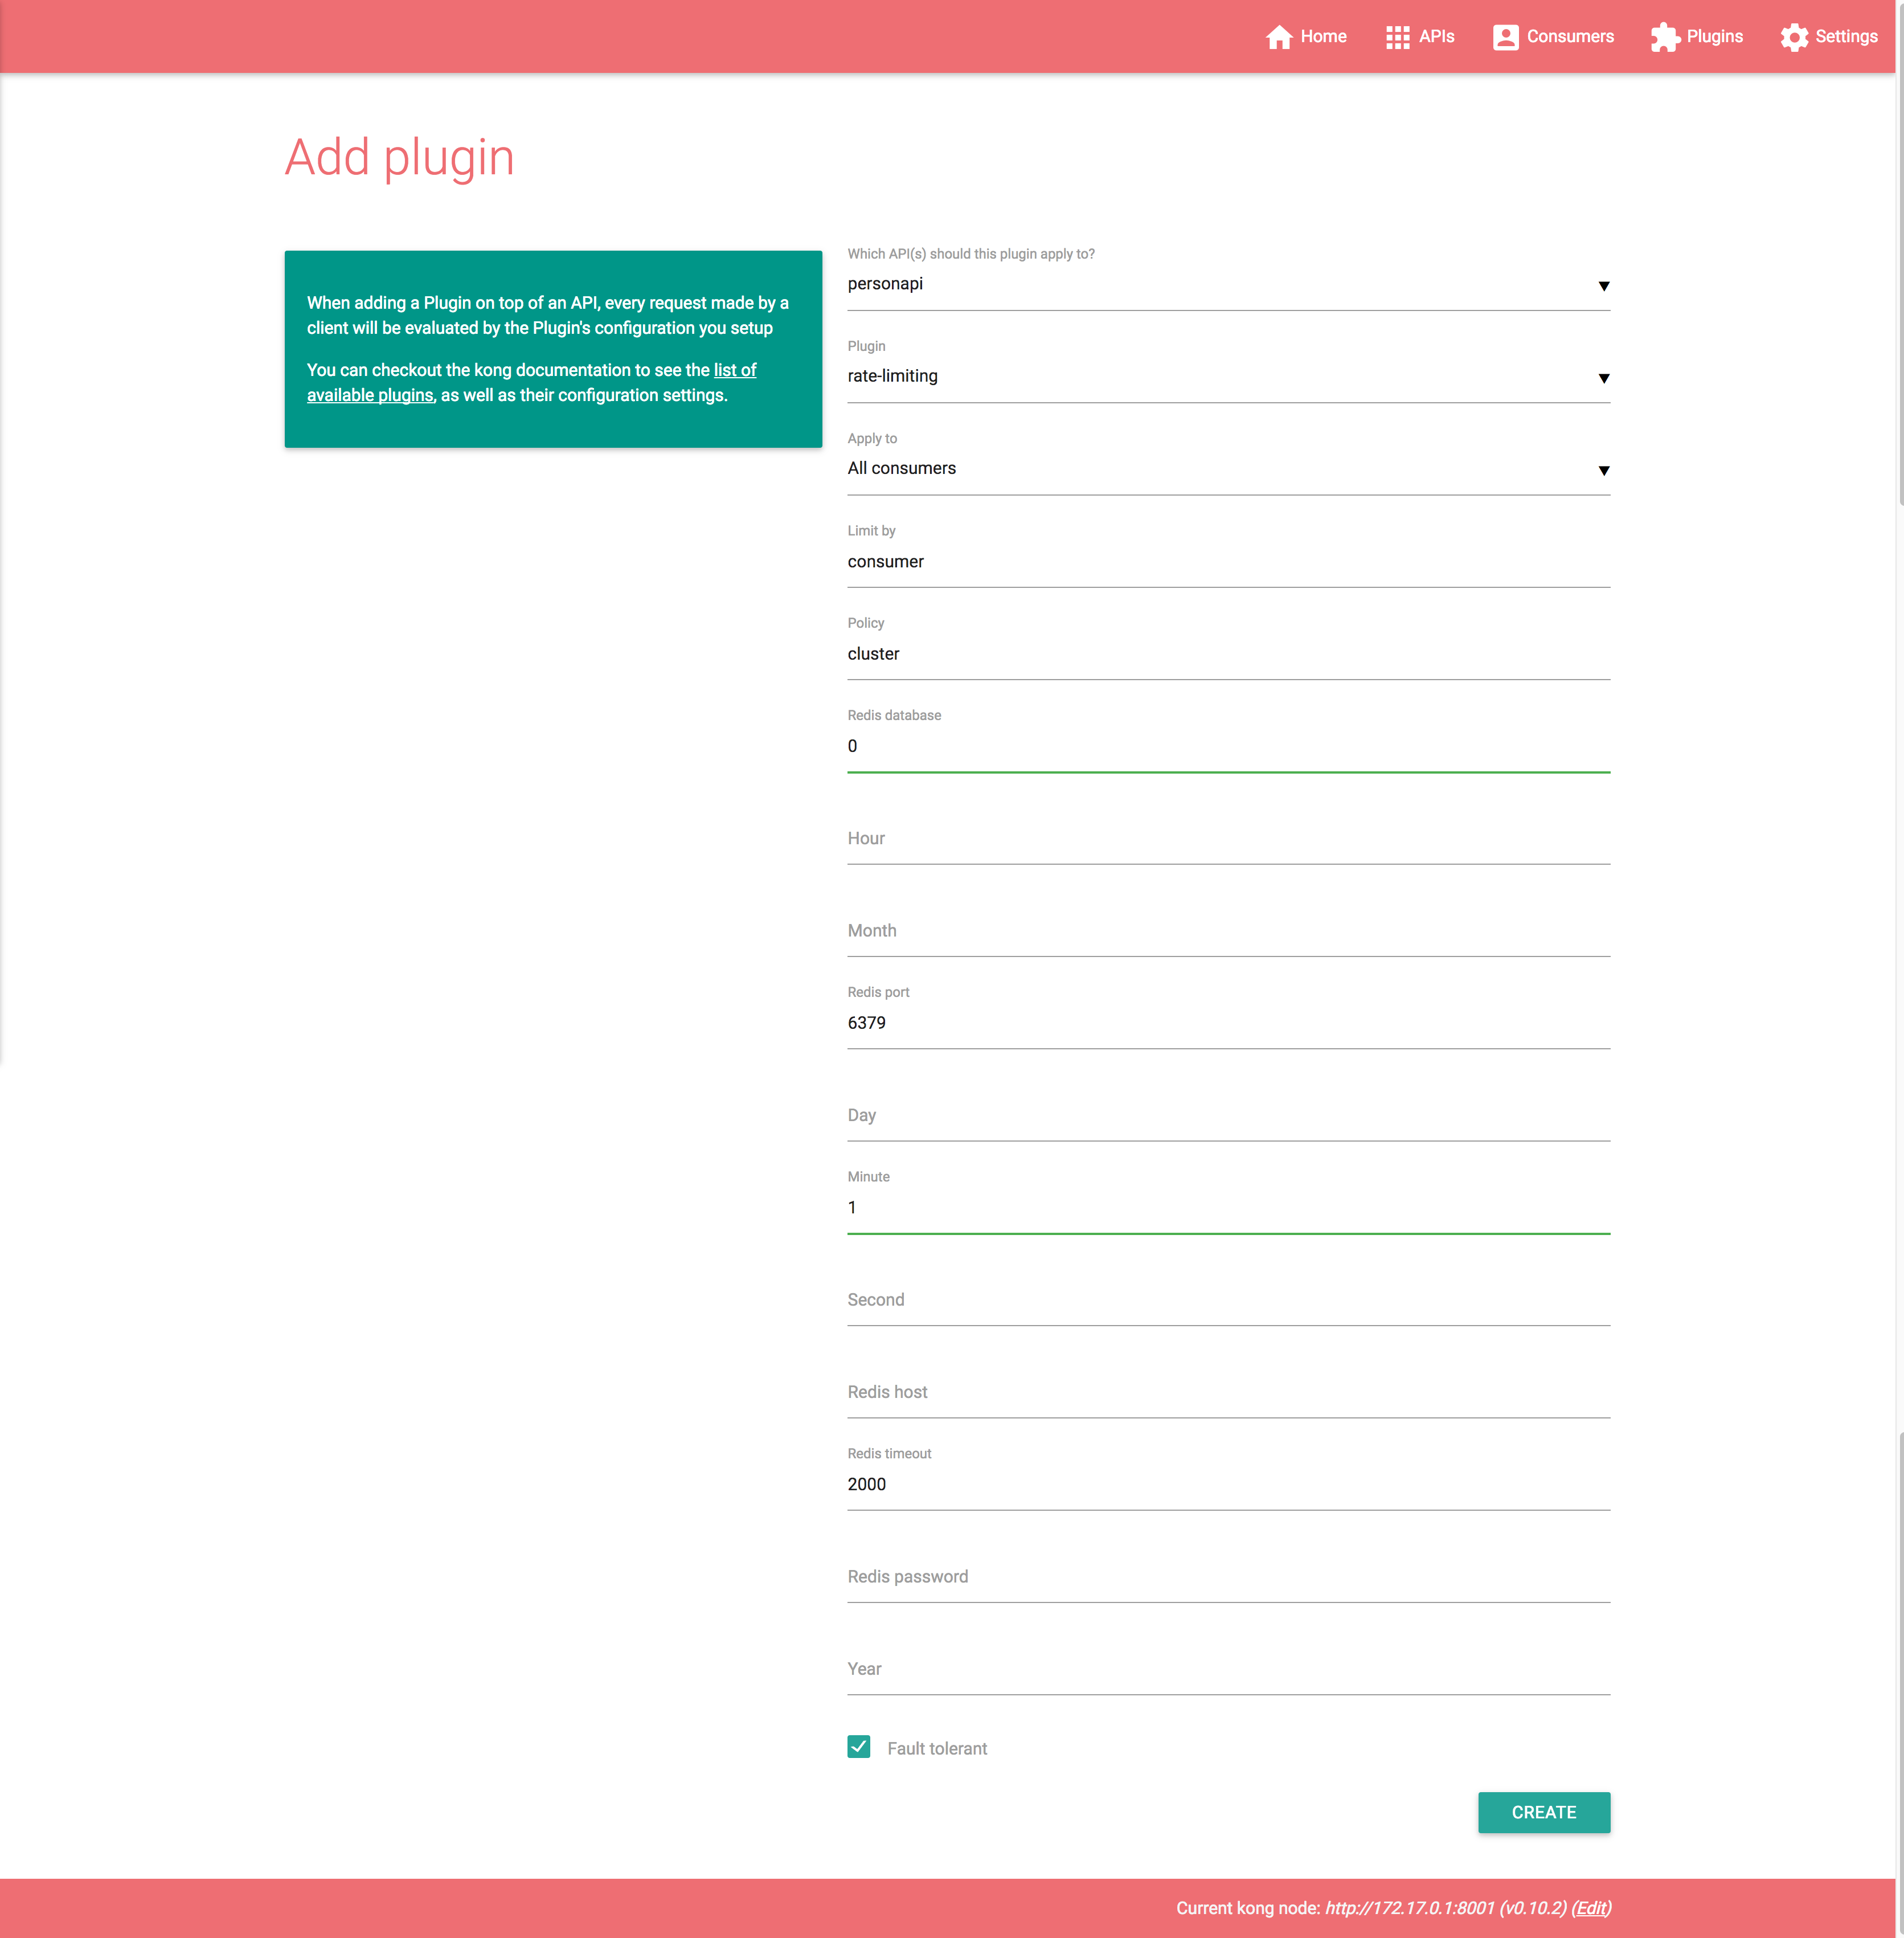 Home
APIs
Consumers
Plugins
Settings
Add plugin
When adding a Plugin on top of an API, every request made by a
client will be evaluated by the Plugin's configuration you setup
You can checkout the kong documentation to see the list of
available plugins, as well as their configuration settings.
Which API(s) should this plugin apply to?
personapi
Plugin
rate-limiting
Apply to
All consumers
Limit by
consumer
Policy
cluster
Redis database
0
Hour
Month
Redis port
6379
Day
Minute
1
Second
Redis host
Redis timeout
2000
Redis password
Year
Fault tolerant
CREATE
Current kong node: http://172.17.0.1:8001 (v0.10.2) (Edit)